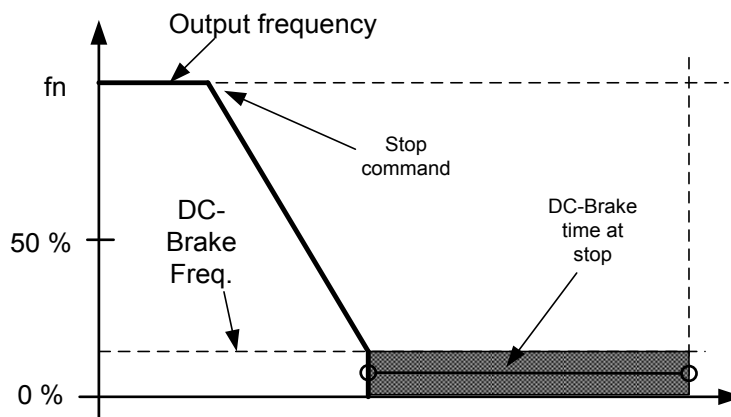 Output frequency
fn
Stop
command
DC-
Brake
Freq.
DC-Brake
time at
stop
50 %
0 %